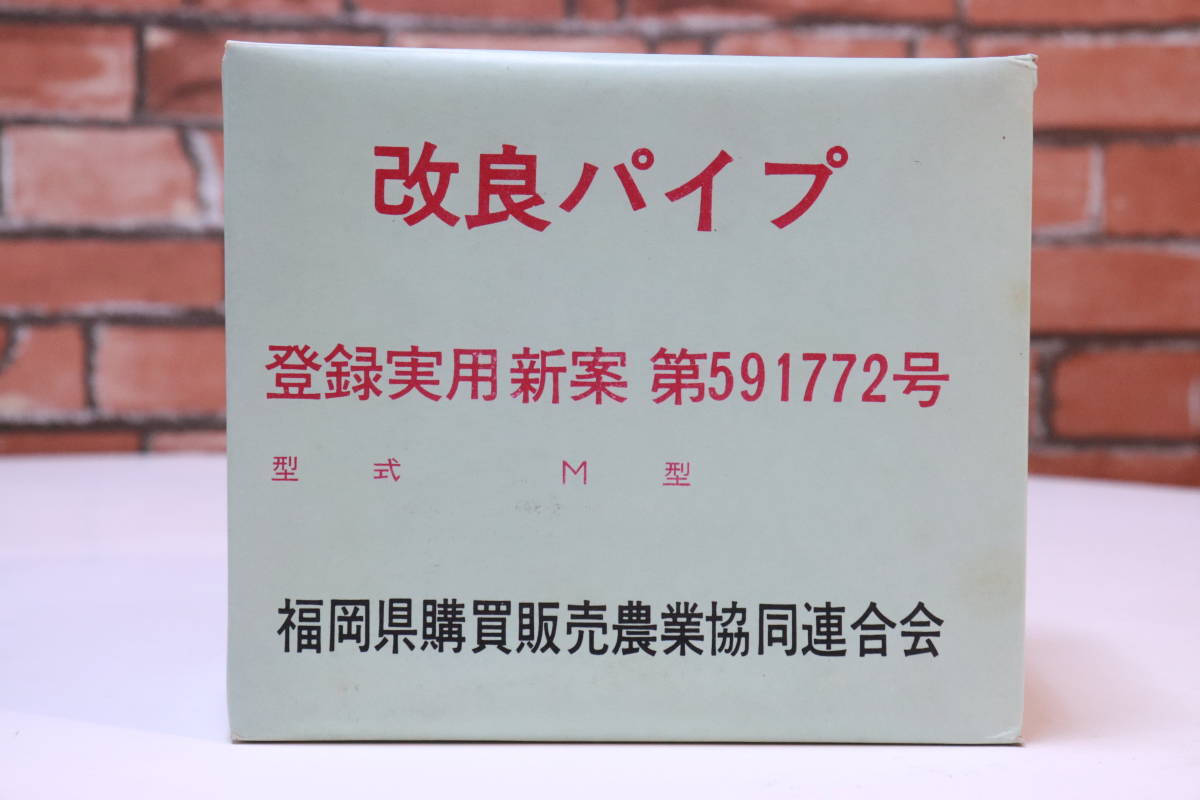 改良パイプ
登録実用新案 第591772号
型 式 M 型
福岡県購買販売農業協同連合会